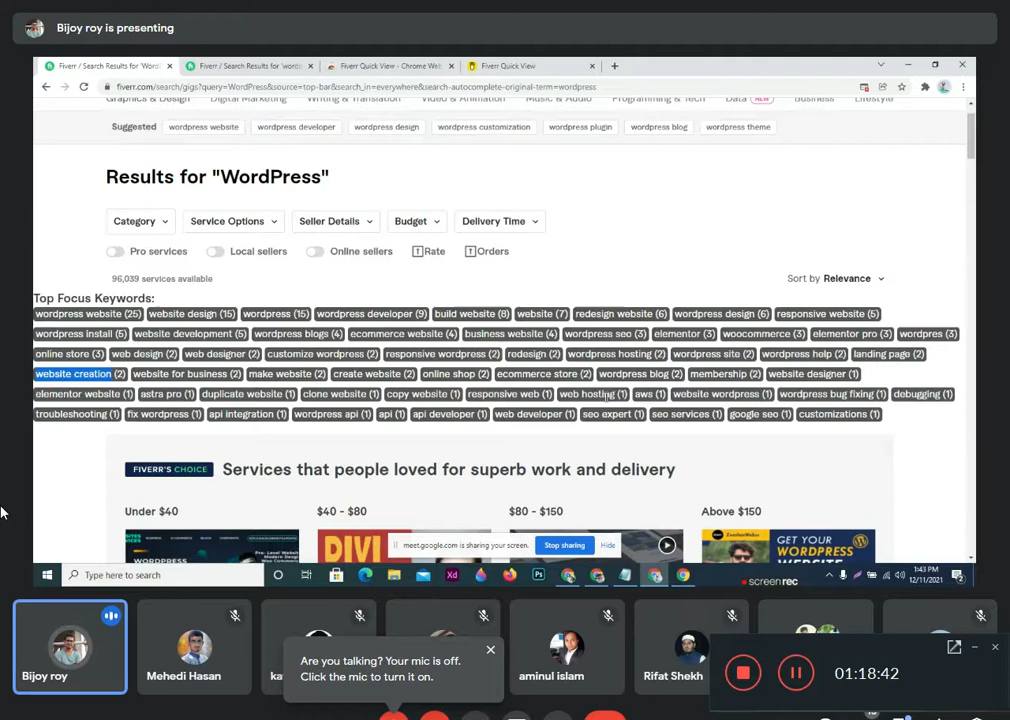 Bijoy roy is presenting
Fiverr / Search Results for 'Word
Fiverr / Search Results for 'wordp
Fiverr Quick View - Chrome Web
Fiverr Quick View
fiverr.com/search/gigs?query=WordPress&source=top-bar&search_in=everywhere&search-autocomplete-original-term=wordpress
Graphics & Design Digital Marketing Writing & Translation Video & Animation Music & Audio Programming & Tech Data NEW Business Lifestyle
Suggested wordpress website wordpress developer wordpress design wordpress customization wordpress plugin wordpress blog wordpress theme
Results for "WordPress"
Category Service Options Seller Details Budget Delivery Time
Pro services Local sellers Online sellers Rate Orders
96,039 services available
Sort by Relevance
Top Focus Keywords:
wordpress website (25) website design (15) wordpress (15) wordpress developer (9) build website (8) website (7) redesign website (6) wordpress design (6) responsive website (5)
wordpress install (5) website development (5) wordpress blogs (4) ecommerce website (4) business website (4) wordpress seo (3) elementor (3) woocommerce (3) elementor pro (3) wordpres (3)
online store (3) web design (2) web designer (2) customize wordpress (2) responsive wordpress (2) redesign (2) wordpress hosting (2) wordpress site (2) wordpress help (2) landing page (2)
website creation (2) website for business (2) make website (2) create website (2) online shop (2) ecommerce store (2) wordpress blog (2) membership (2) website designer (1)
elementor website (1) astra pro (1) duplicate website (1) clone website (1) copy website (1) responsive web (1) web hosting (1) aws (1) website wordpress (1) wordpress bug fixing (1) debugging (1)
troubleshooting (1) fix wordpress (1) api integration (1) wordpress api (1) api (1) api developer (1) web developer (1) seo expert (1) seo services (1) google seo (1) customizations (1)
FIVERR'S CHOICE Services that people loved for superb work and delivery
Under $40 $40 - $80 $80 - $150 Above $150
DIVI
GET YOUR
WORDPRESS
meet.google.com is sharing your screen. Stop sharing Hide
Type here to search
Xd
Ps
1:43 PM
12/11/2021
screenrec
Bijoy roy
Mehedi Hasan
aminul islam
Rifat Shekh
Are you talking? Your mic is off.
Click the mic to turn it on.
01:18:42